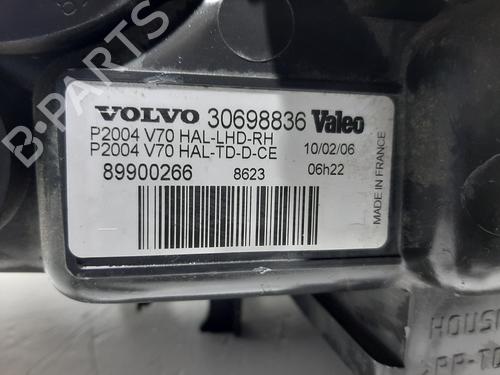 B-PARTS
VOLVO 30698836 Valeo
P2004 V70 HAL-LHD-RH
P2004 V70 HAL-TD-D-CE 10/02/06
89900266 8623 06h22
MADE IN FRANCE